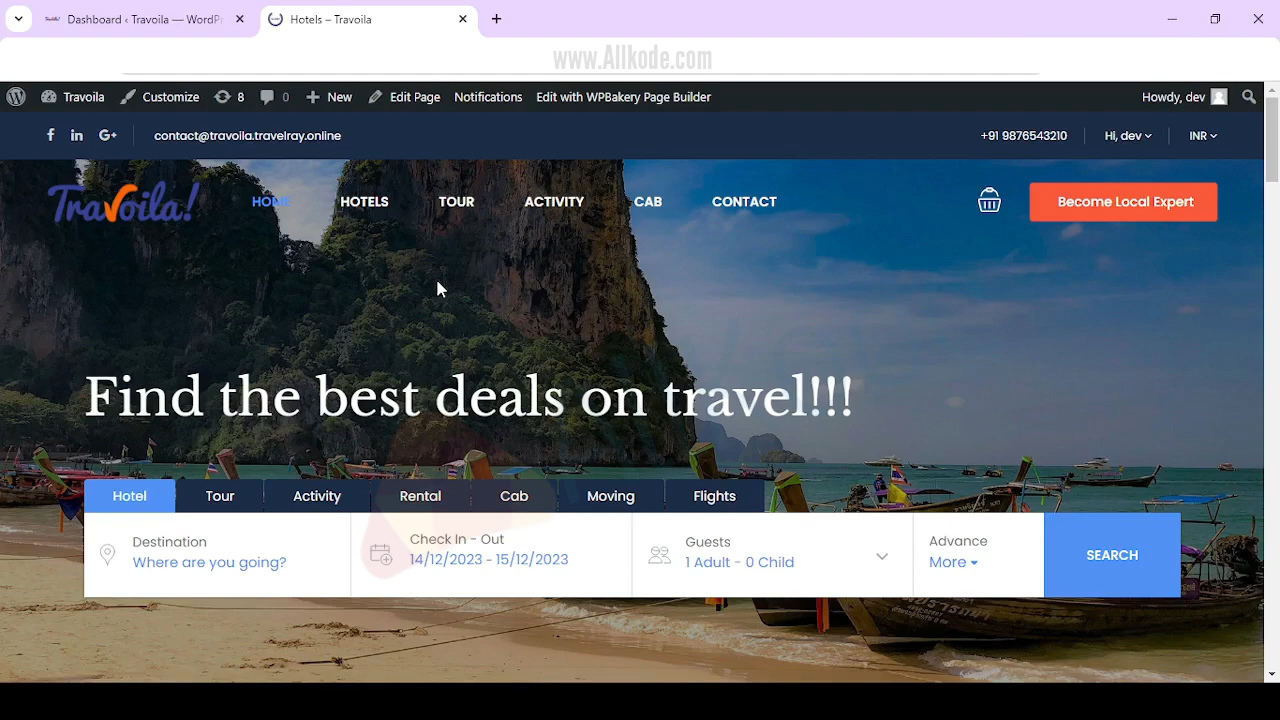 Dashboard ‹ Travoila — WordP
Hotels – Travoila
www.Allkode.com
Travoila
Customize
8
0
New
Edit Page
Notifications
Edit with WPBakery Page Builder
Howdy, dev
contact@travoila.travelray.online
+91 9876543210
Hi, dev
INR
Travoila!
HOME
HOTELS
TOUR
ACTIVITY
CAB
CONTACT
Become Local Expert
Find the best deals on travel!!!
Hotel
Tour
Activity
Rental
Cab
Moving
Flights
Destination
Where are you going?
Check In - Out
14/12/2023 - 15/12/2023
Guests
1 Adult - 0 Child
Advance
More
SEARCH